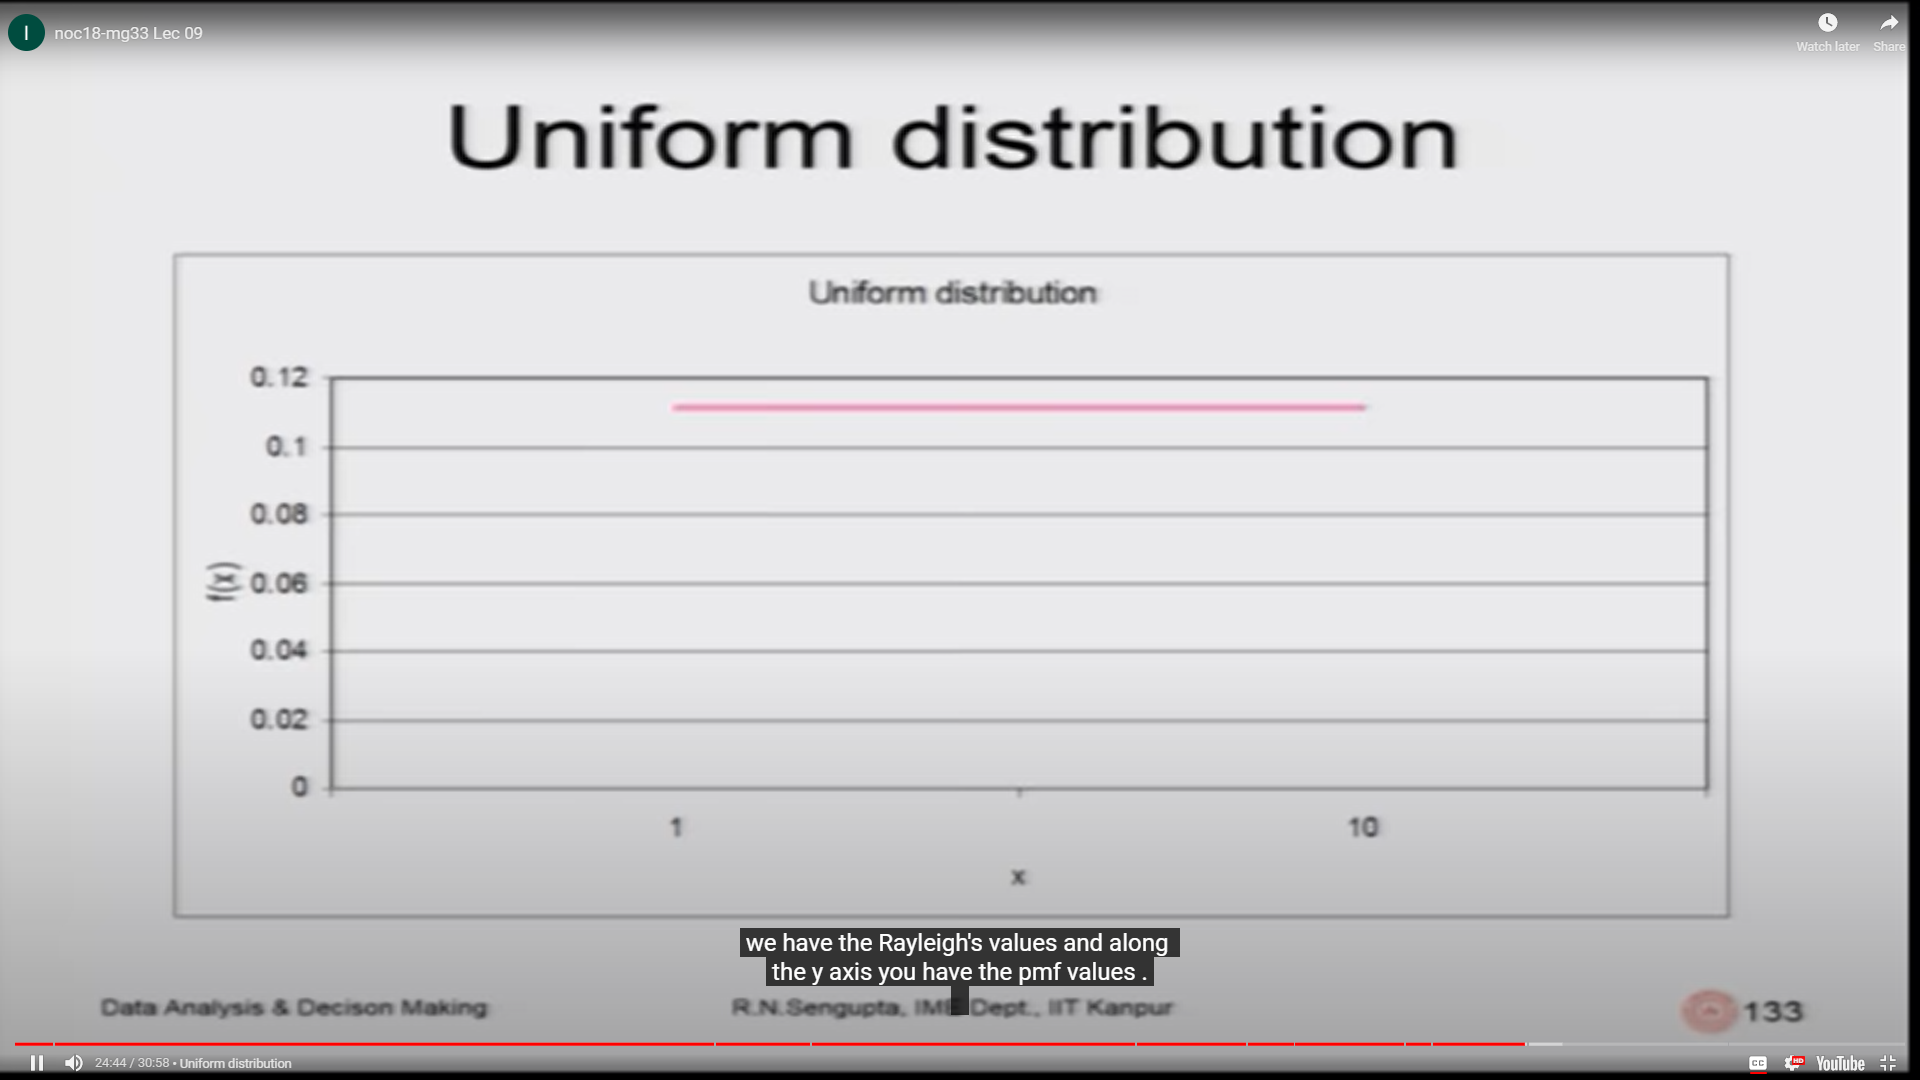 I
noc18-mg33 Lec 09
Watch later
Share
Uniform distribution
Uniform distribution
0.12
0.1
0.08
0.06
0.04
0.02
0
f(x)
1
10
x
we have the Rayleigh's values and along
the y axis you have the pmf values .
Data Analysis & Decison Making
R.N.Sengupta, IME Dept., IIT Kanpur
133
24:44 / 30:58 • Uniform distribution
CC
HD
YouTube